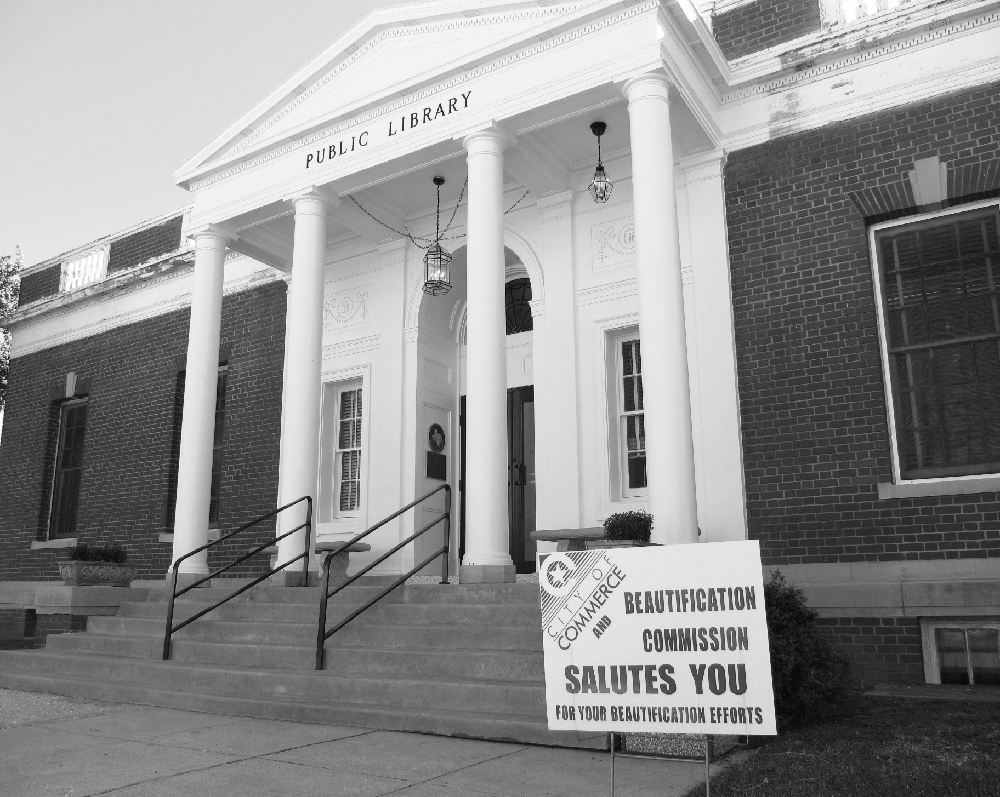 PUBLIC LIBRARY
CITY OF
COMMERCE
AND
BEAUTIFICATION
COMMISSION
SALUTES YOU
FOR YOUR BEAUTIFICATION EFFORTS